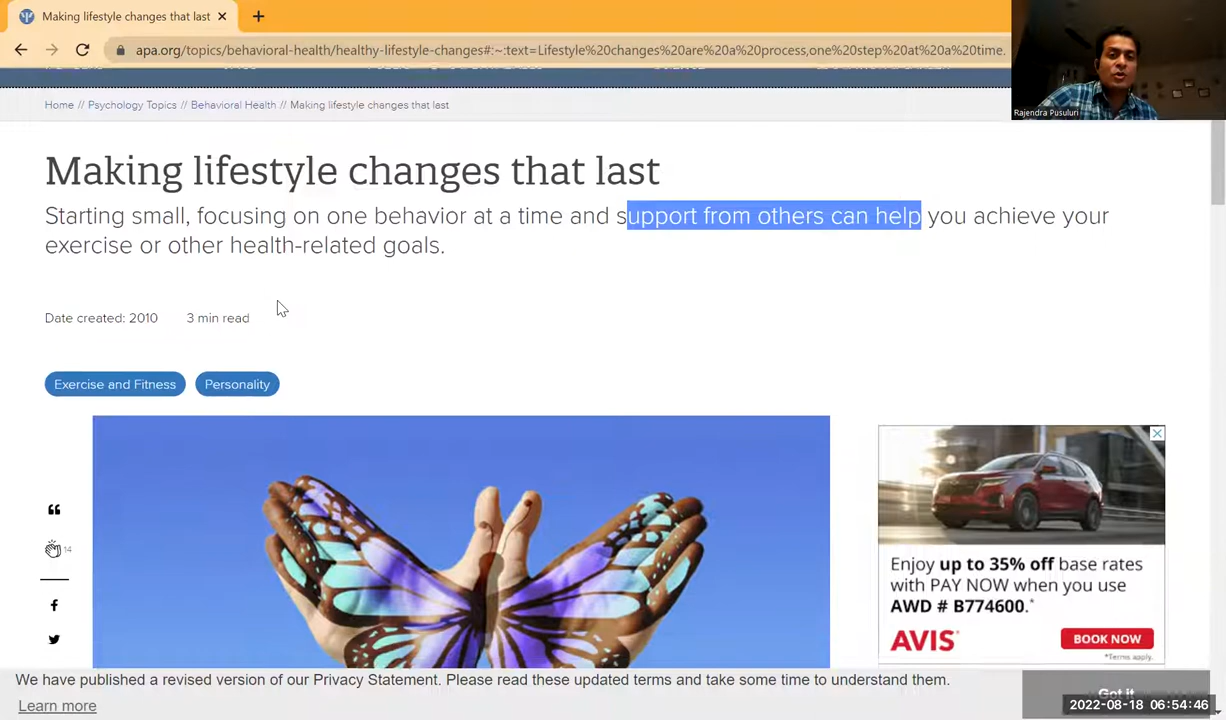 Making lifestyle changes that last
apa.org/topics/behavioral-health/healthy-lifestyle-changes#:~:text=Lifestyle%20changes%20are%20a%20process,one%20step%20at%20a%20time.
Rajendra Pusuluri
Home // Psychology Topics // Behavioral Health // Making lifestyle changes that last
Making lifestyle changes that last
Starting small, focusing on one behavior at a time and support from others can help you achieve your
exercise or other health-related goals.
Date created: 2010 3 min read
Exercise and Fitness Personality
14
Enjoy up to 35% off base rates
with PAY NOW when you use
AWD # B774600.*
AVIS BOOK NOW
*Terms apply.
We have published a revised version of our Privacy Statement. Please read these updated terms and take some time to understand them.
Got it
Learn more
2022-08-18 06:54:46